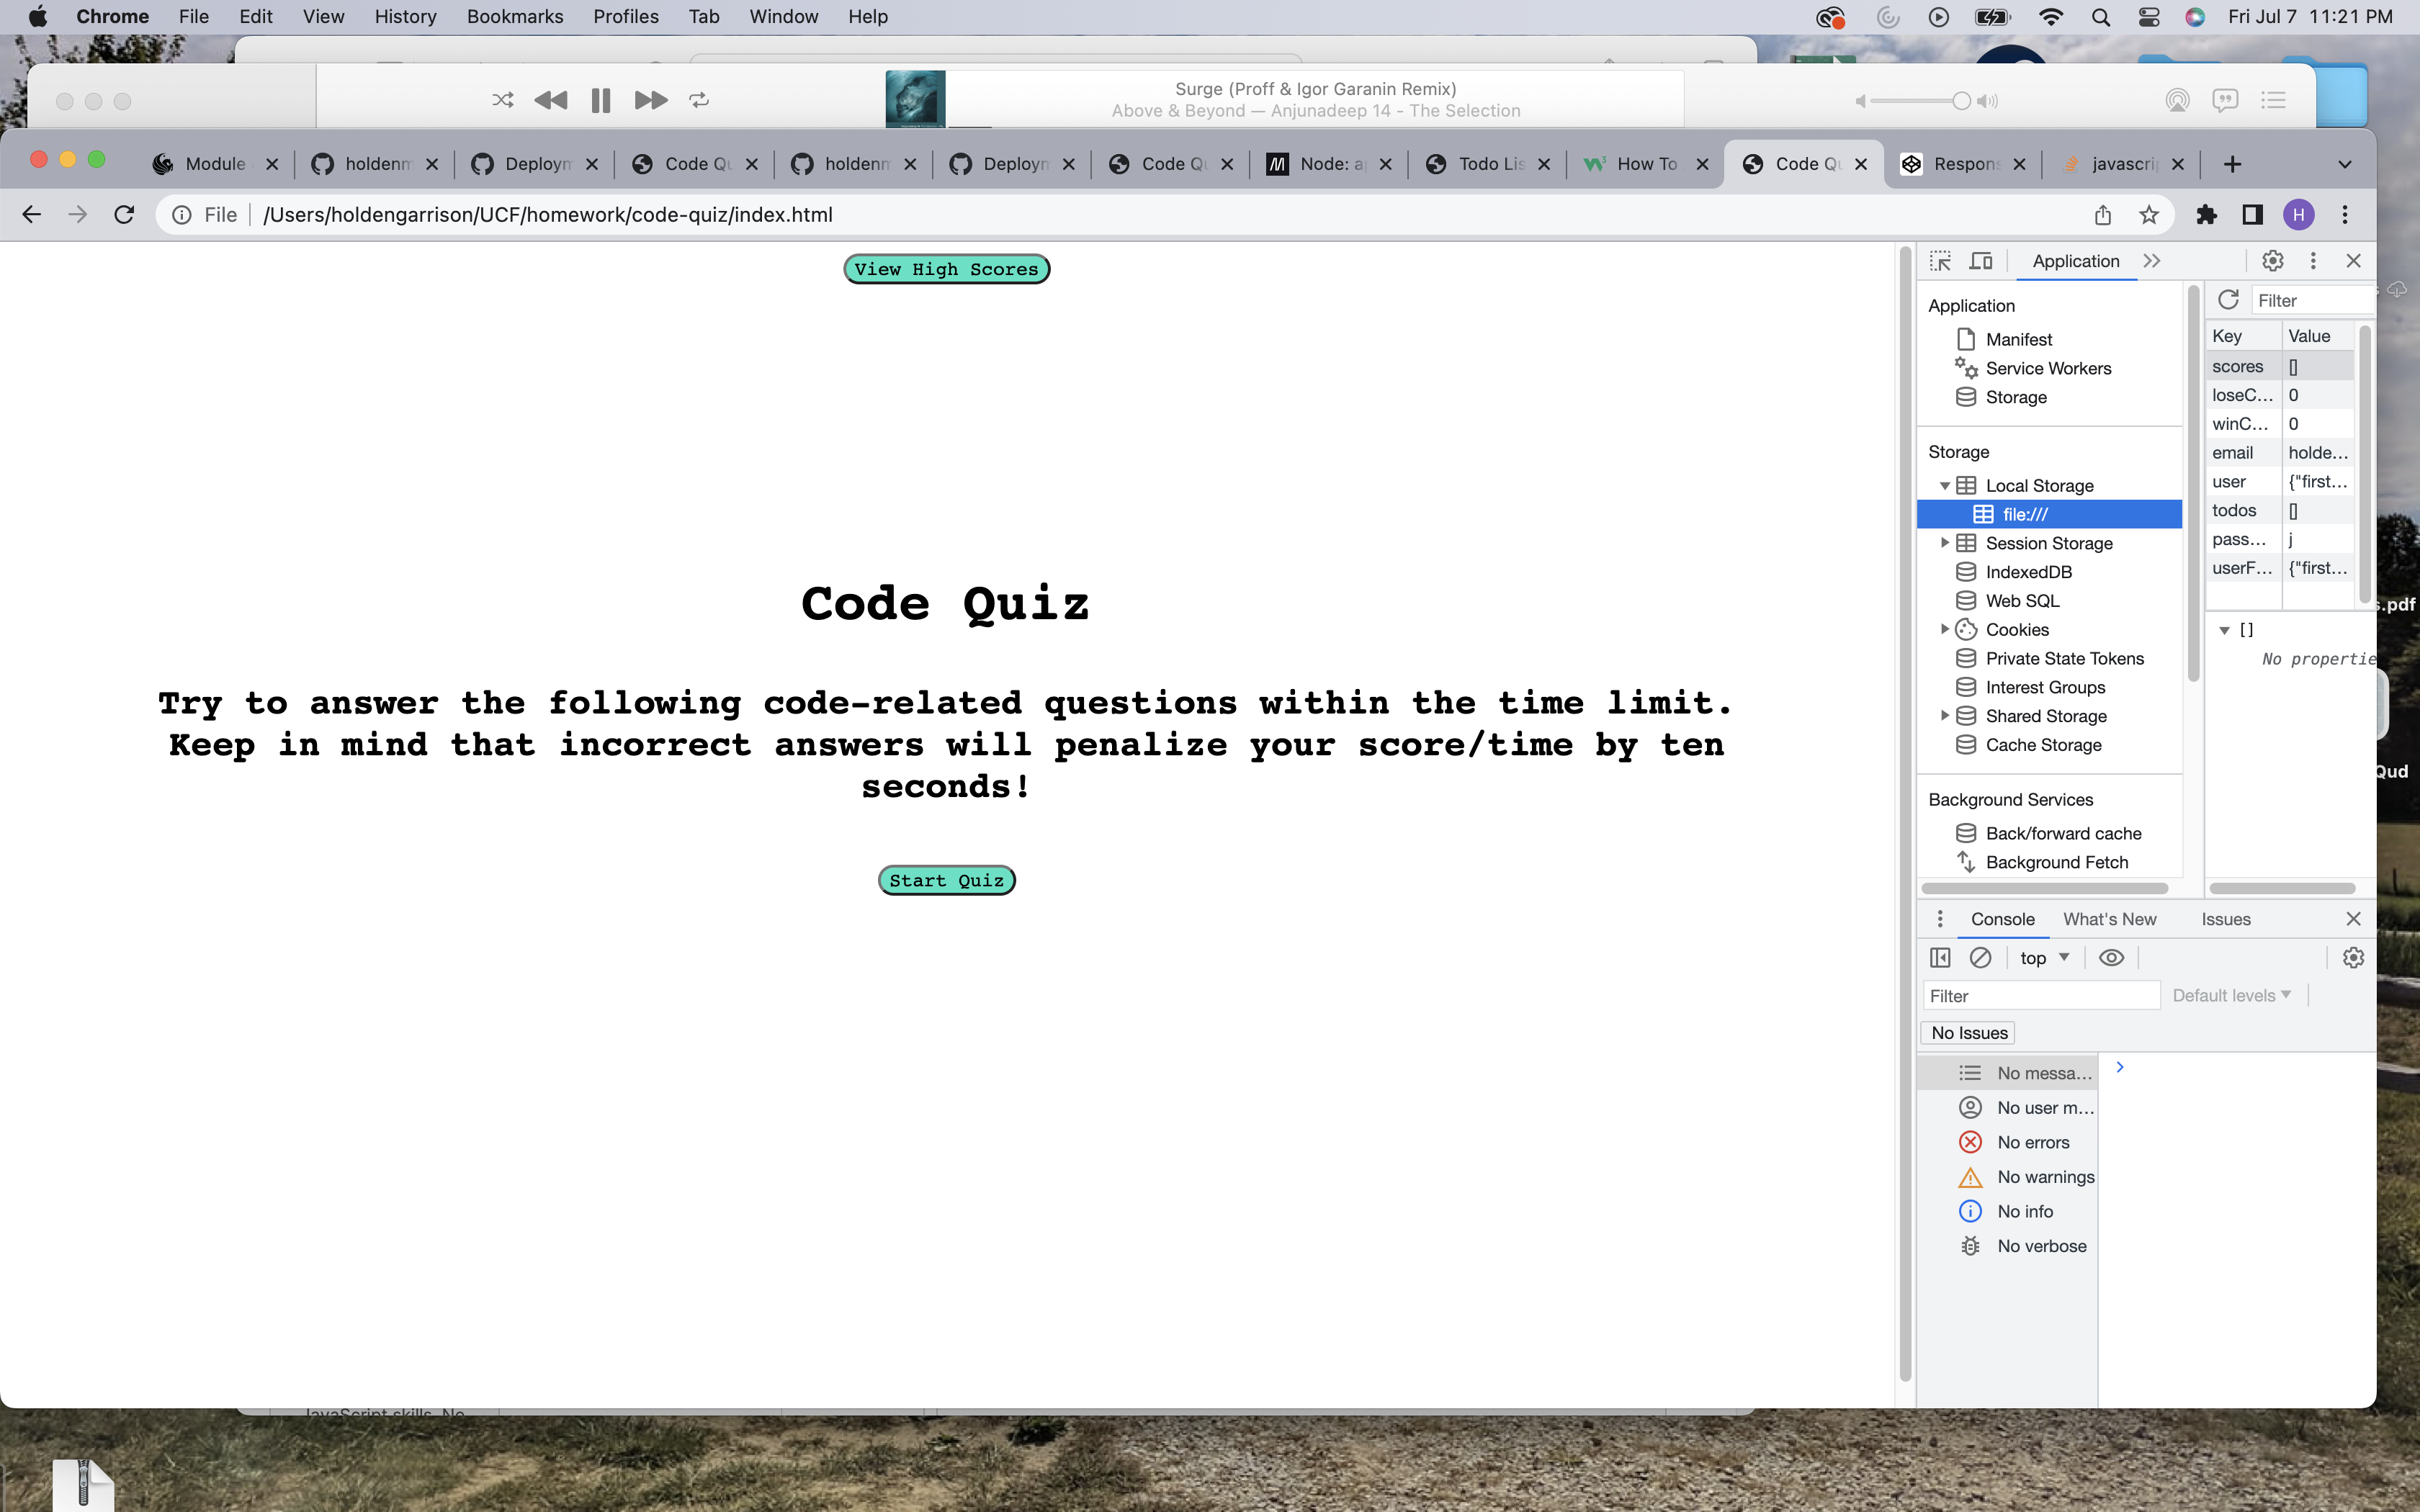 Chrome File Edit View History Bookmarks Profiles Tab Window Help Fri Jul 7 11:21 PM
Surge (Proff & Igor Garanin Remix)
Above & Beyond — Anjunadeep 14 - The Selection
Module holdenm Deploym Code Qu holdenm Deploym Code Qu Node: a Todo Lis How To Code Qu Respons javascrip
File /Users/holdengarrison/UCF/homework/code-quiz/index.html H
View High Scores
Code Quiz
Try to answer the following code-related questions within the time limit.
Keep in mind that incorrect answers will penalize your score/time by ten
seconds!
Start Quiz
Application
Application
Manifest
Service Workers
Storage
Storage
Local Storage
file:///
Session Storage
IndexedDB
Web SQL
Cookies
Private State Tokens
Interest Groups
Shared Storage
Cache Storage
Background Services
Back/forward cache
Background Fetch
Filter
Key Value
scores []
loseC... 0
winC... 0
email holde...
user {"first...
todos []
pass... j
userF... {"first...
[]
No propertie
Console What's New Issues
top
Filter Default levels
No Issues
No messa...
No user m...
No errors
No warnings
No info
No verbose
s.pdf
Qud
JavaScript skills. No